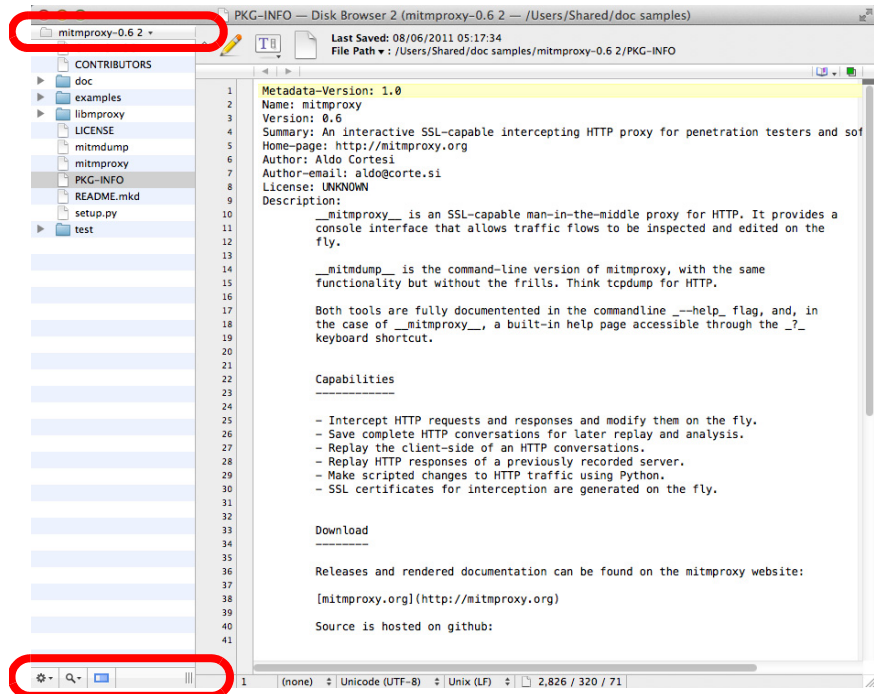 PKG-INFO — Disk Browser 2 (mitmproxy-0.6 2 — /Users/Shared/doc samples)
mitmproxy-0.6 2
Last Saved: 08/06/2011 05:17:34
File Path ▾ : /Users/Shared/doc samples/mitmproxy-0.6 2/PKG-INFO
CONTRIBUTORS
doc
examples
libmproxy
LICENSE
mitmdump
mitmproxy
PKG-INFO
README.mkd
setup.py
test
1 Metadata-Version: 1.0
2 Name: mitmproxy
3 Version: 0.6
4 Summary: An interactive SSL-capable intercepting HTTP proxy for penetration testers and sof
5 Home-page: http://mitmproxy.org
6 Author: Aldo Cortesi
7 Author-email: aldo@corte.si
8 License: UNKNOWN
9 Description:
10 __mitmproxy__ is an SSL-capable man-in-the-middle proxy for HTTP. It provides a
11 console interface that allows traffic flows to be inspected and edited on the
12 fly.
13
14 __mitmdump__ is the command-line version of mitmproxy, with the same
15 functionality but without the frills. Think tcpdump for HTTP.
16
17 Both tools are fully documentented in the commandline _--help_ flag, and, in
18 the case of __mitmproxy__, a built-in help page accessible through the _?_
19 keyboard shortcut.
20
21
22 Capabilities
23 ------------
24
25 - Intercept HTTP requests and responses and modify them on the fly.
26 - Save complete HTTP conversations for later replay and analysis.
27 - Replay the client-side of an HTTP conversations.
28 - Replay HTTP responses of a previously recorded server.
29 - Make scripted changes to HTTP traffic using Python.
30 - SSL certificates for interception are generated on the fly.
31
32
33 Download
34 --------
35
36 Releases and rendered documentation can be found on the mitmproxy website:
37
38 [mitmproxy.org](http://mitmproxy.org)
39
40 Source is hosted on github:
41
1 (none) Unicode (UTF-8) Unix (LF) 2,826 / 320 / 71